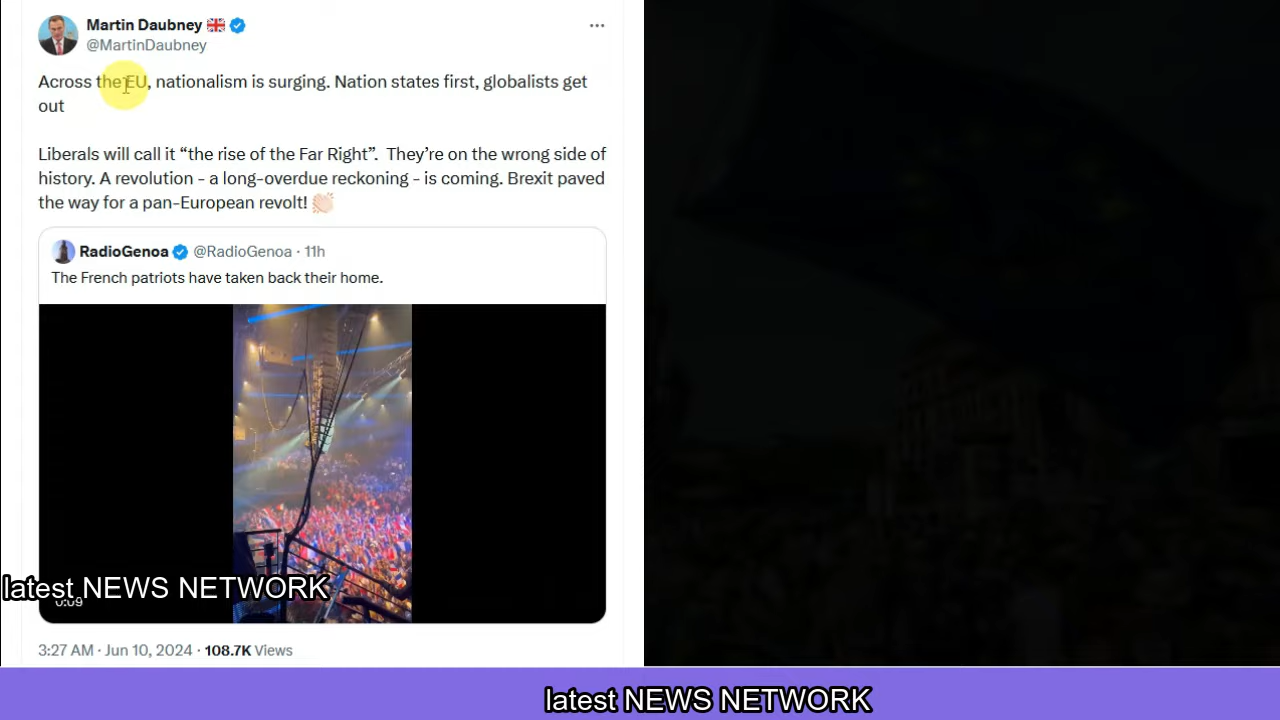 Martin Daubney 🇬🇧
@MartinDaubney
Across the EU, nationalism is surging. Nation states first, globalists get
out
Liberals will call it “the rise of the Far Right”.  They’re on the wrong side of
history. A revolution - a long-overdue reckoning - is coming. Brexit paved
the way for a pan-European revolt! 👏🏻
RadioGenoa @RadioGenoa · 11h
The French patriots have taken back their home.
latest NEWS NETWORK
0:09
3:27 AM · Jun 10, 2024 · 108.7K Views
latest NEWS NETWORK